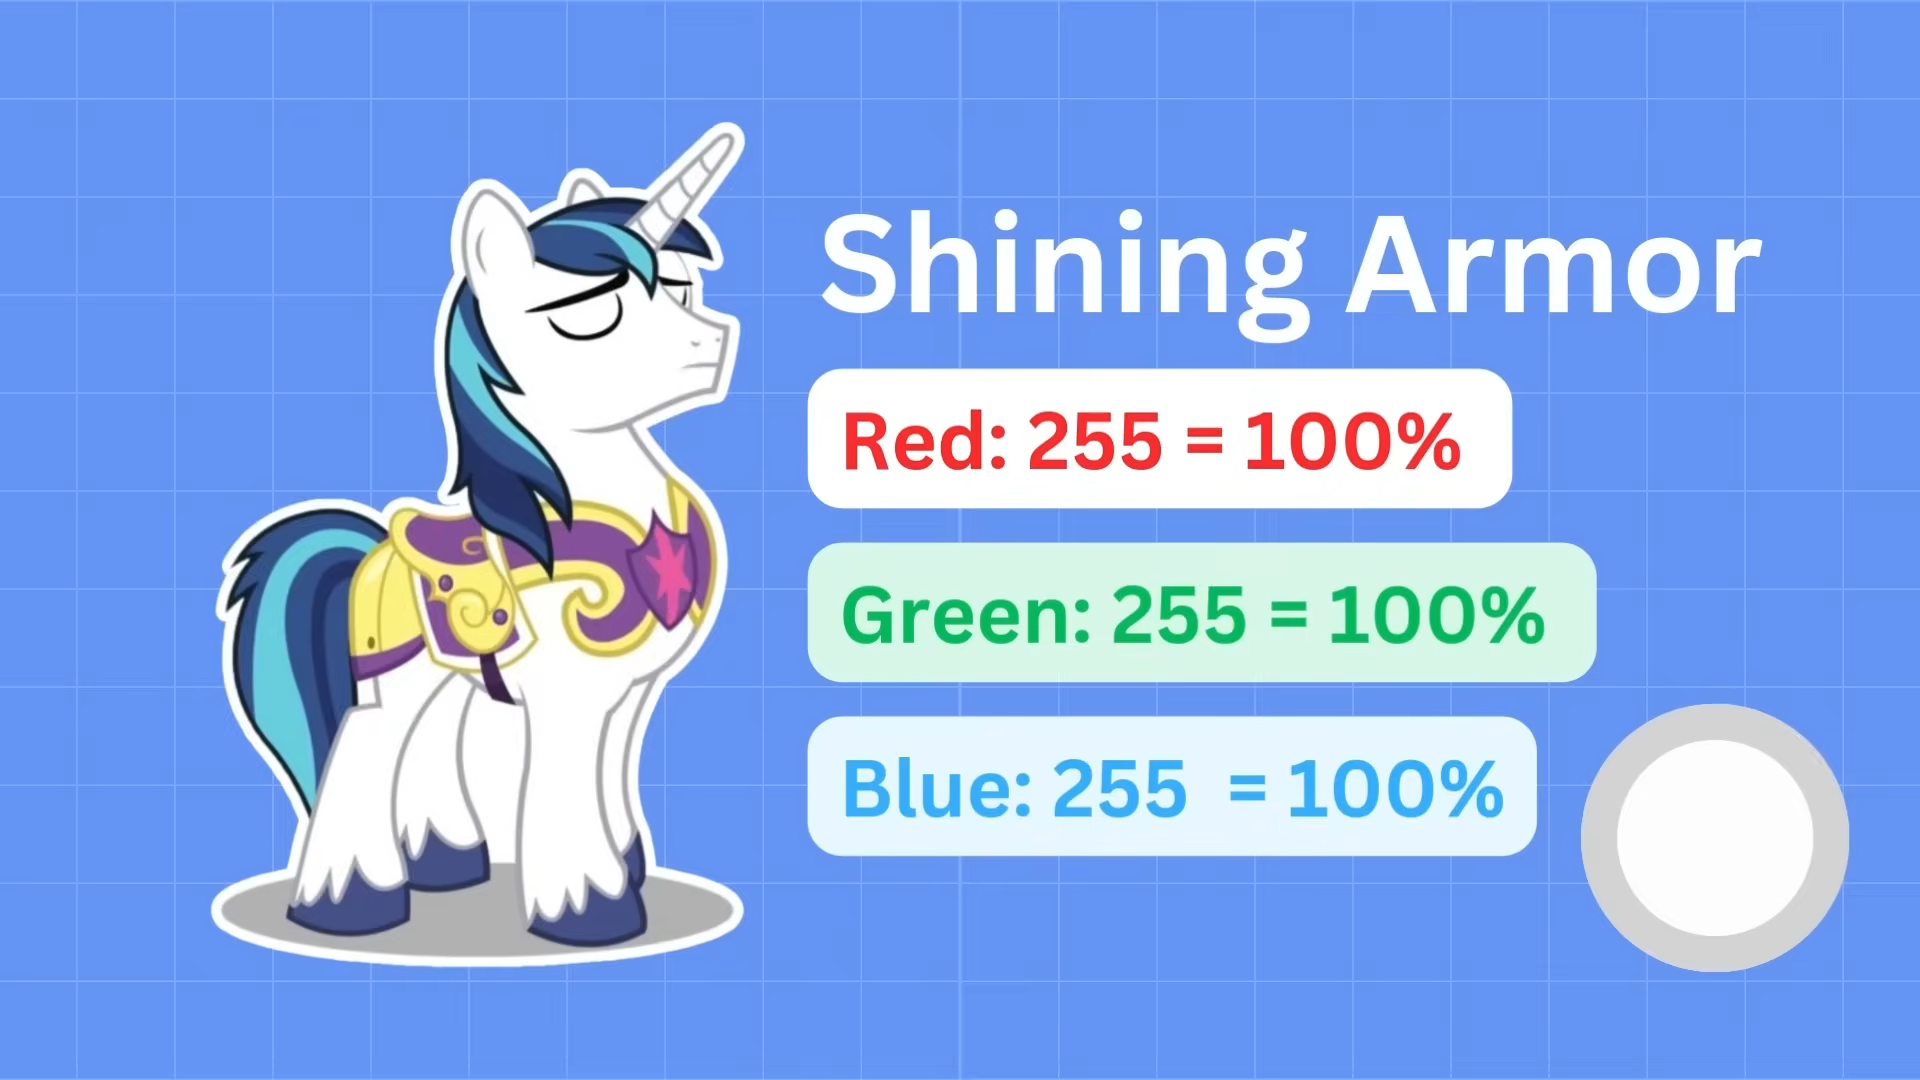 Shining Armor
Red: 255 = 100%
Green: 255 = 100%
Blue: 255  = 100%